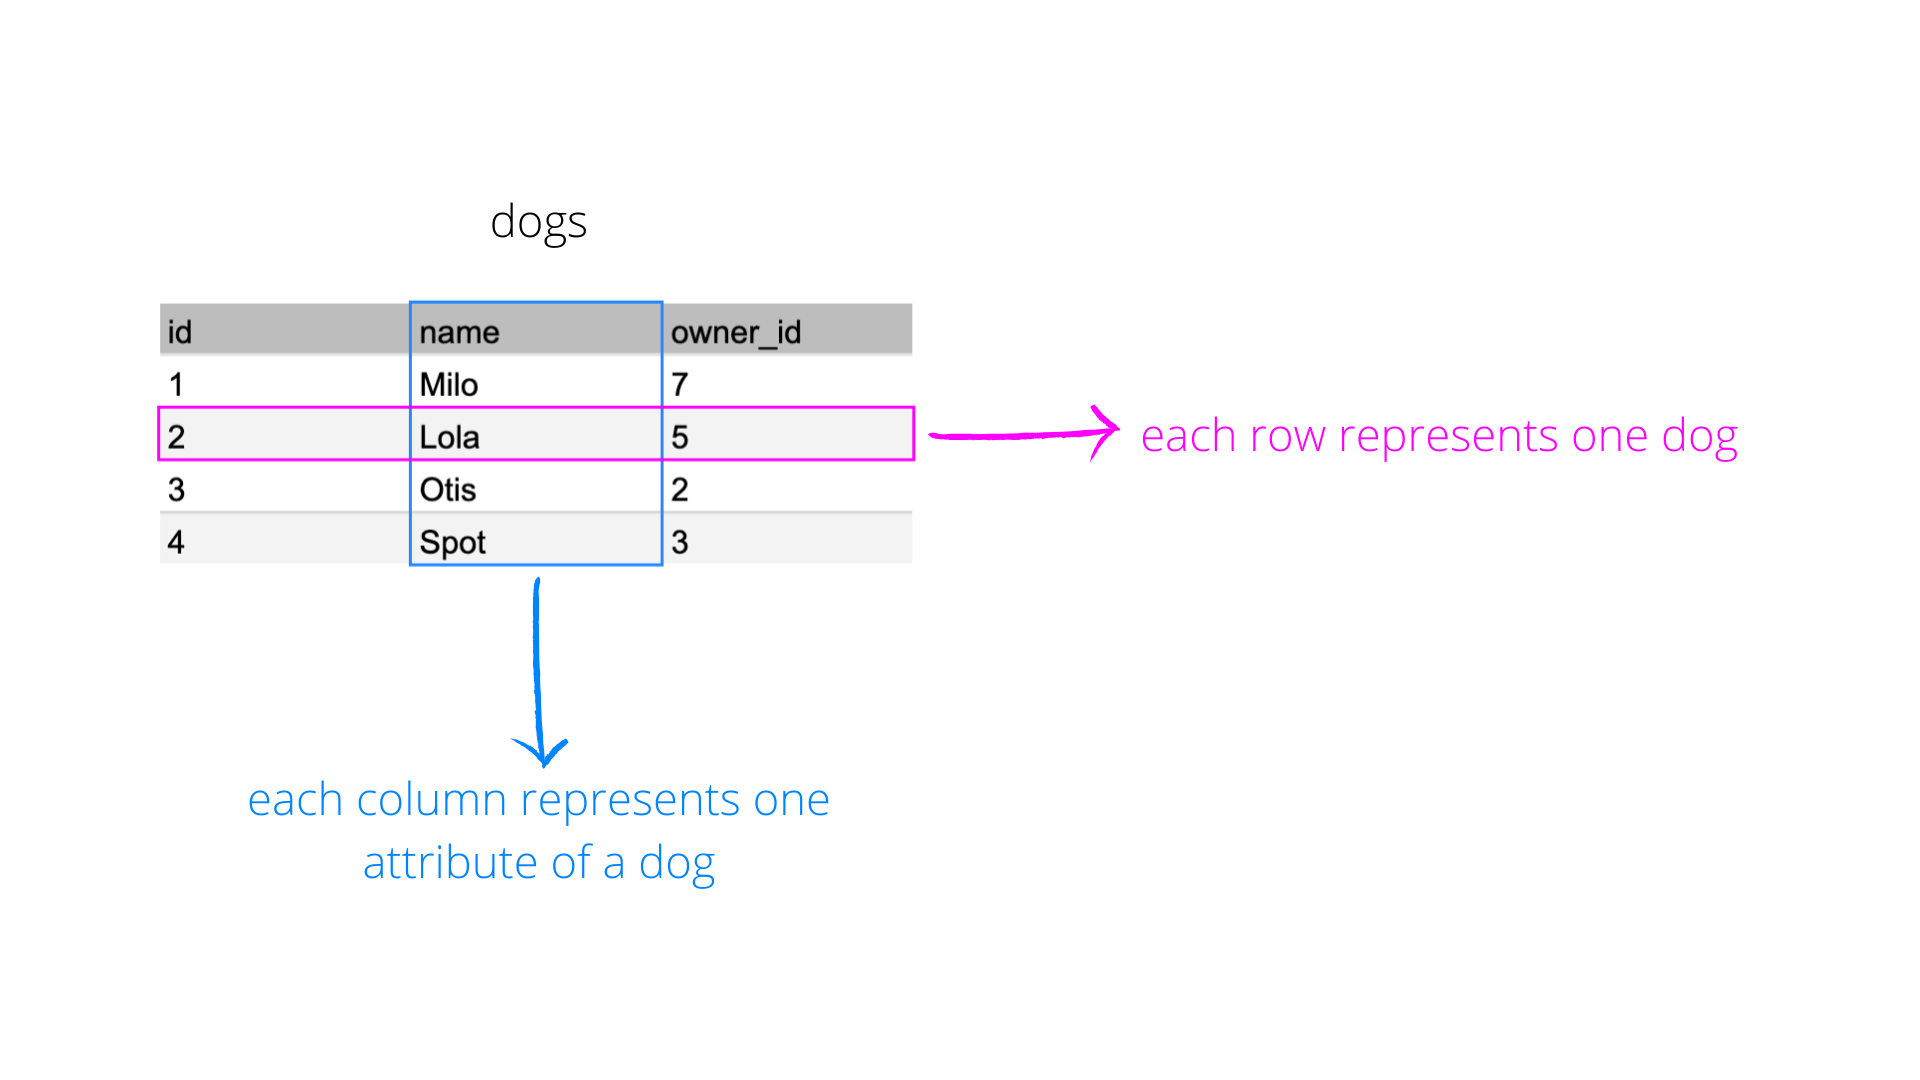 dogs
id name owner_id
1 Milo 7
2 Lola 5
3 Otis 2
4 Spot 3
each row represents one dog
each column represents one
attribute of a dog